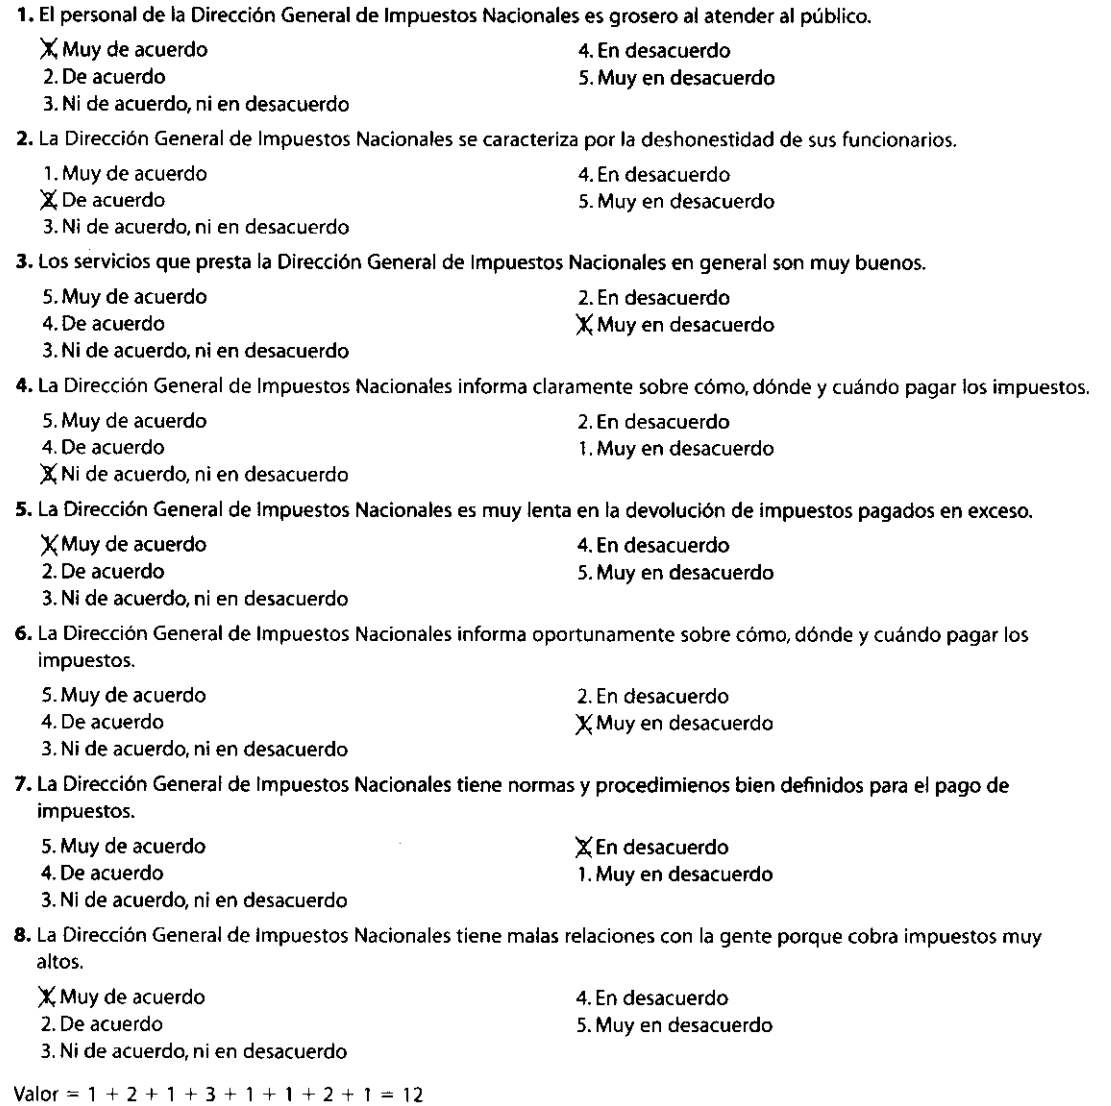 1. El personal de la Dirección General de Impuestos Nacionales es grosero al atender al público.
X Muy de acuerdo
2. De acuerdo
3. Ni de acuerdo, ni en desacuerdo
4. En desacuerdo
5. Muy en desacuerdo
2. La Dirección General de Impuestos Nacionales se caracteriza por la deshonestidad de sus funcionarios.
1. Muy de acuerdo
X De acuerdo
3. Ni de acuerdo, ni en desacuerdo
4. En desacuerdo
5. Muy en desacuerdo
3. Los servicios que presta la Dirección General de Impuestos Nacionales en general son muy buenos.
5. Muy de acuerdo
4. De acuerdo
3. Ni de acuerdo, ni en desacuerdo
2. En desacuerdo
X Muy en desacuerdo
4. La Dirección General de Impuestos Nacionales informa claramente sobre cómo, dónde y cuándo pagar los impuestos.
5. Muy de acuerdo
4. De acuerdo
X Ni de acuerdo, ni en desacuerdo
2. En desacuerdo
1. Muy en desacuerdo
5. La Dirección General de Impuestos Nacionales es muy lenta en la devolución de impuestos pagados en exceso.
X Muy de acuerdo
2. De acuerdo
3. Ni de acuerdo, ni en desacuerdo
4. En desacuerdo
5. Muy en desacuerdo
6. La Dirección General de Impuestos Nacionales informa oportunamente sobre cómo, dónde y cuándo pagar los
impuestos.
5. Muy de acuerdo
4. De acuerdo
3. Ni de acuerdo, ni en desacuerdo
2. En desacuerdo
X Muy en desacuerdo
7. La Dirección General de Impuestos Nacionales tiene normas y procedimienos bien definidos para el pago de
impuestos.
5. Muy de acuerdo
4. De acuerdo
3. Ni de acuerdo, ni en desacuerdo
X En desacuerdo
1. Muy en desacuerdo
8. La Dirección General de Impuestos Nacionales tiene malas relaciones con la gente porque cobra impuestos muy
altos.
X Muy de acuerdo
2. De acuerdo
3. Ni de acuerdo, ni en desacuerdo
4. En desacuerdo
5. Muy en desacuerdo
Valor = 1 + 2 + 1 + 3 + 1 + 1 + 2 + 1 = 12